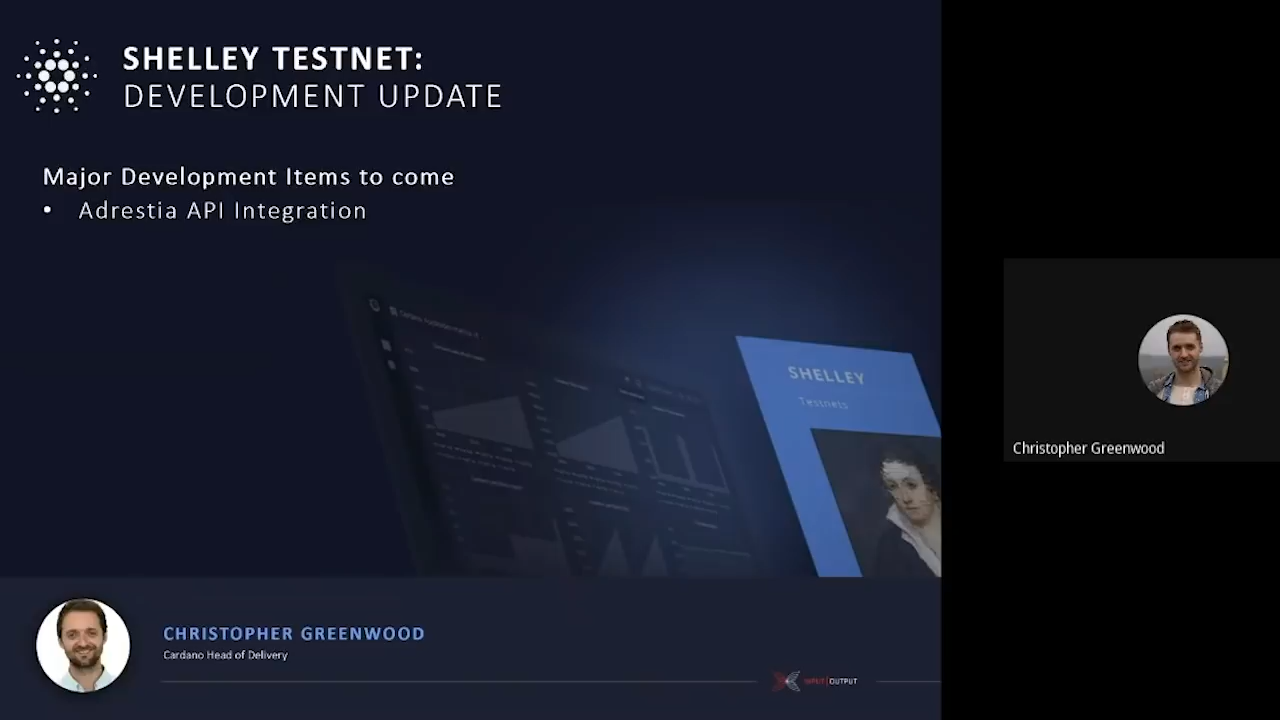 SHELLEY TESTNET:
DEVELOPMENT UPDATE
Major Development Items to come
• Adrestia API Integration
SHELLEY
Testnets
Christopher Greenwood
CHRISTOPHER GREENWOOD
Cardano Head of Delivery
INPUT|OUTPUT